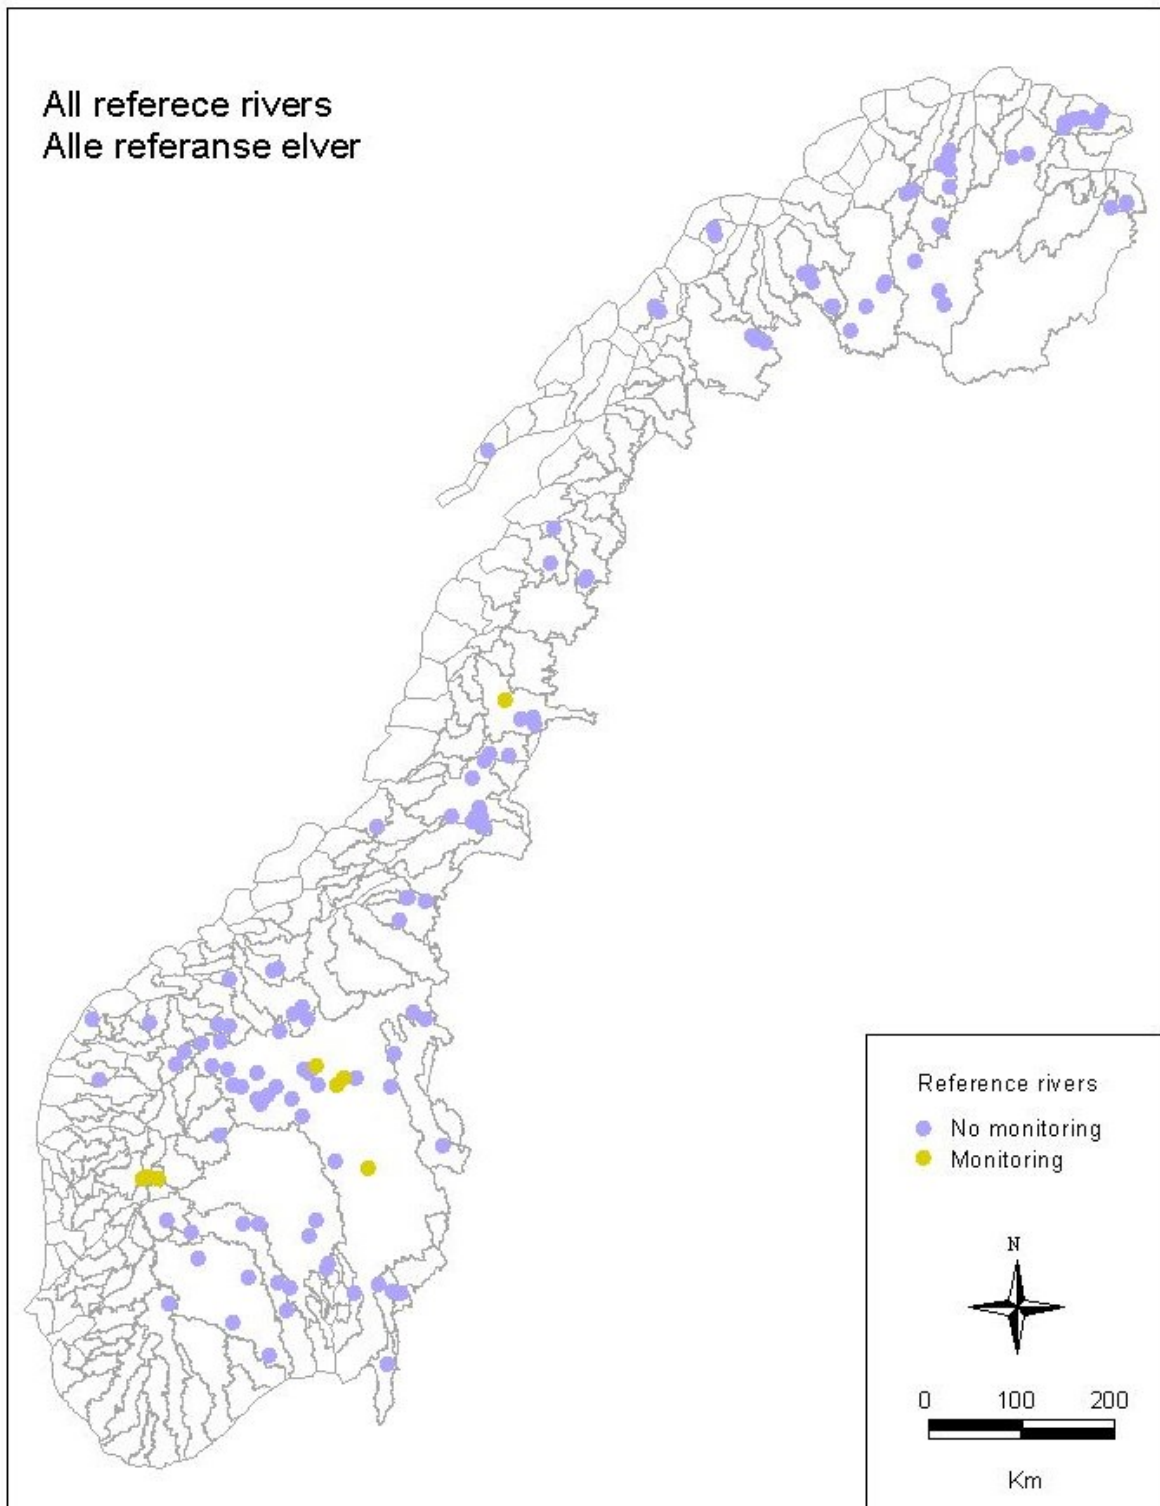 All referece rivers
Alle referanse elver
Reference rivers
No monitoring
Monitoring
N
0 100 200
Km